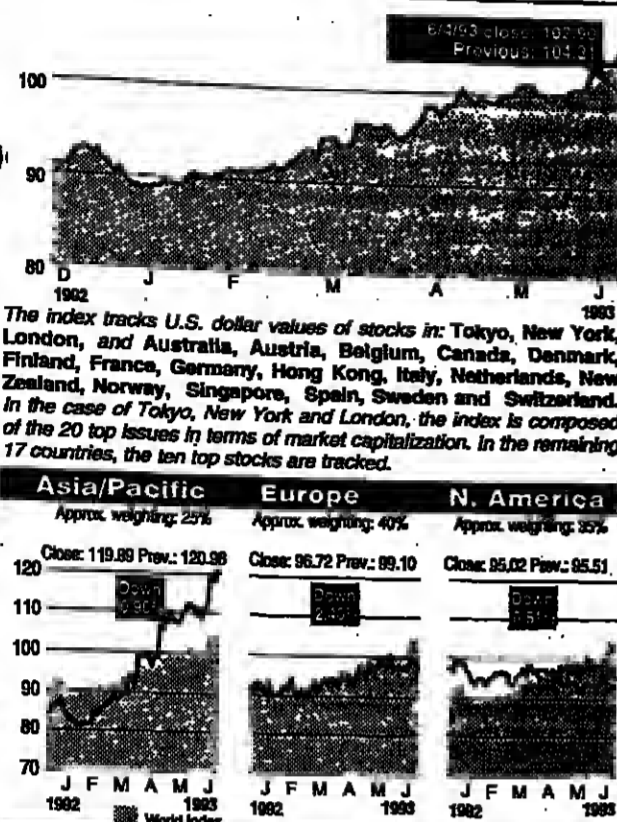 6/4/93 close: 102.90
Previous: 104.21
100
90
80
D J F M A M J
1992 1993
The index tracks U.S. dollar values of stocks in: Tokyo, New York,
London, and Australia, Austria, Belgium, Canada, Denmark,
Finland, France, Germany, Hong Kong, Italy, Netherlands, New
Zealand, Norway, Singapore, Spain, Sweden and Switzerland.
In the case of Tokyo, New York and London, the index is composed
of the 20 top issues in terms of market capitalization. In the remaining
17 countries, the ten top stocks are tracked.
Asia/Pacific Europe N. America
Approx. weighting: 25% Approx. weighting: 40% Approx. weighting: 35%
Close: 119.89 Prev.: 120.98 Close: 96.72 Prev.: 99.10 Close: 95.02 Prev.: 95.51
Down Down Down
120
110
100
90
80
70
J F M A M J J F M A M J J F M A M J
1992 1993 1992 1993 1992 1993
World Index